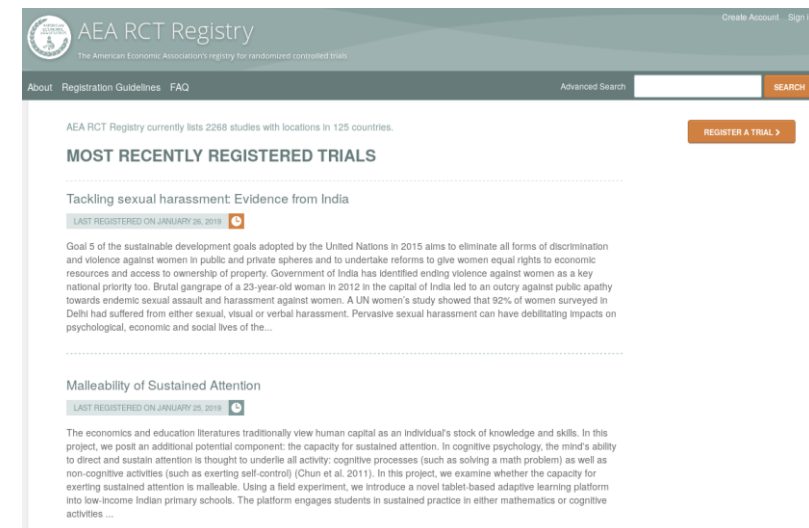 Create Account Sign i
AEA RCT Registry
The American Economic Association's registry for randomized controlled trials
About Registration Guidelines FAQ Advanced Search SEARCH
AEA RCT Registry currently lists 2268 studies with locations in 125 countries.
REGISTER A TRIAL >
MOST RECENTLY REGISTERED TRIALS
Tackling sexual harassment: Evidence from India
LAST REGISTERED ON JANUARY 26, 2019
Goal 5 of the sustainable development goals adopted by the United Nations in 2015 aims to eliminate all forms of discrimination
and violence against women in public and private spheres and to undertake reforms to give women equal rights to economic
resources and access to ownership of property. Government of India has identified ending violence against women as a key
national priority too. Brutal gangrape of a 23-year-old woman in 2012 in the capital of India led to an outcry against public apathy
towards endemic sexual assault and harassment against women. A UN women's study showed that 92% of women surveyed in
Delhi had suffered from either sexual, visual or verbal harassment. Pervasive sexual harassment can have debilitating impacts on
psychological, economic and social lives of the...
Malleability of Sustained Attention
LAST REGISTERED ON JANUARY 25, 2019
The economics and education literatures traditionally view human capital as an individual's stock of knowledge and skills. In this
project, we posit an additional potential component: the capacity for sustained attention. In cognitive psychology, the mind's ability
to direct and sustain attention is thought to underlie all activity: cognitive processes (such as solving a math problem) as well as
non-cognitive activities (such as exerting self-control) (Chun et al. 2011). In this project, we examine whether the capacity for
exerting sustained attention is malleable. Using a field experiment, we introduce a novel tablet-based adaptive learning platform
into low-income Indian primary schools. The platform engages students in sustained practice in either mathematics or cognitive
activities ...